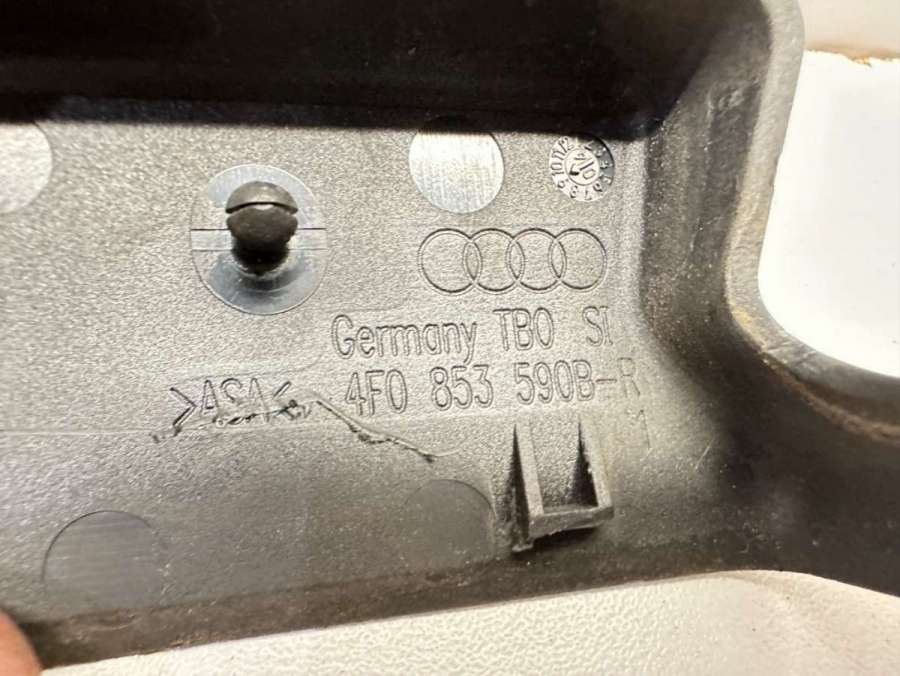 Germany TBO SI
>ASA< 4F0 853 590B-R